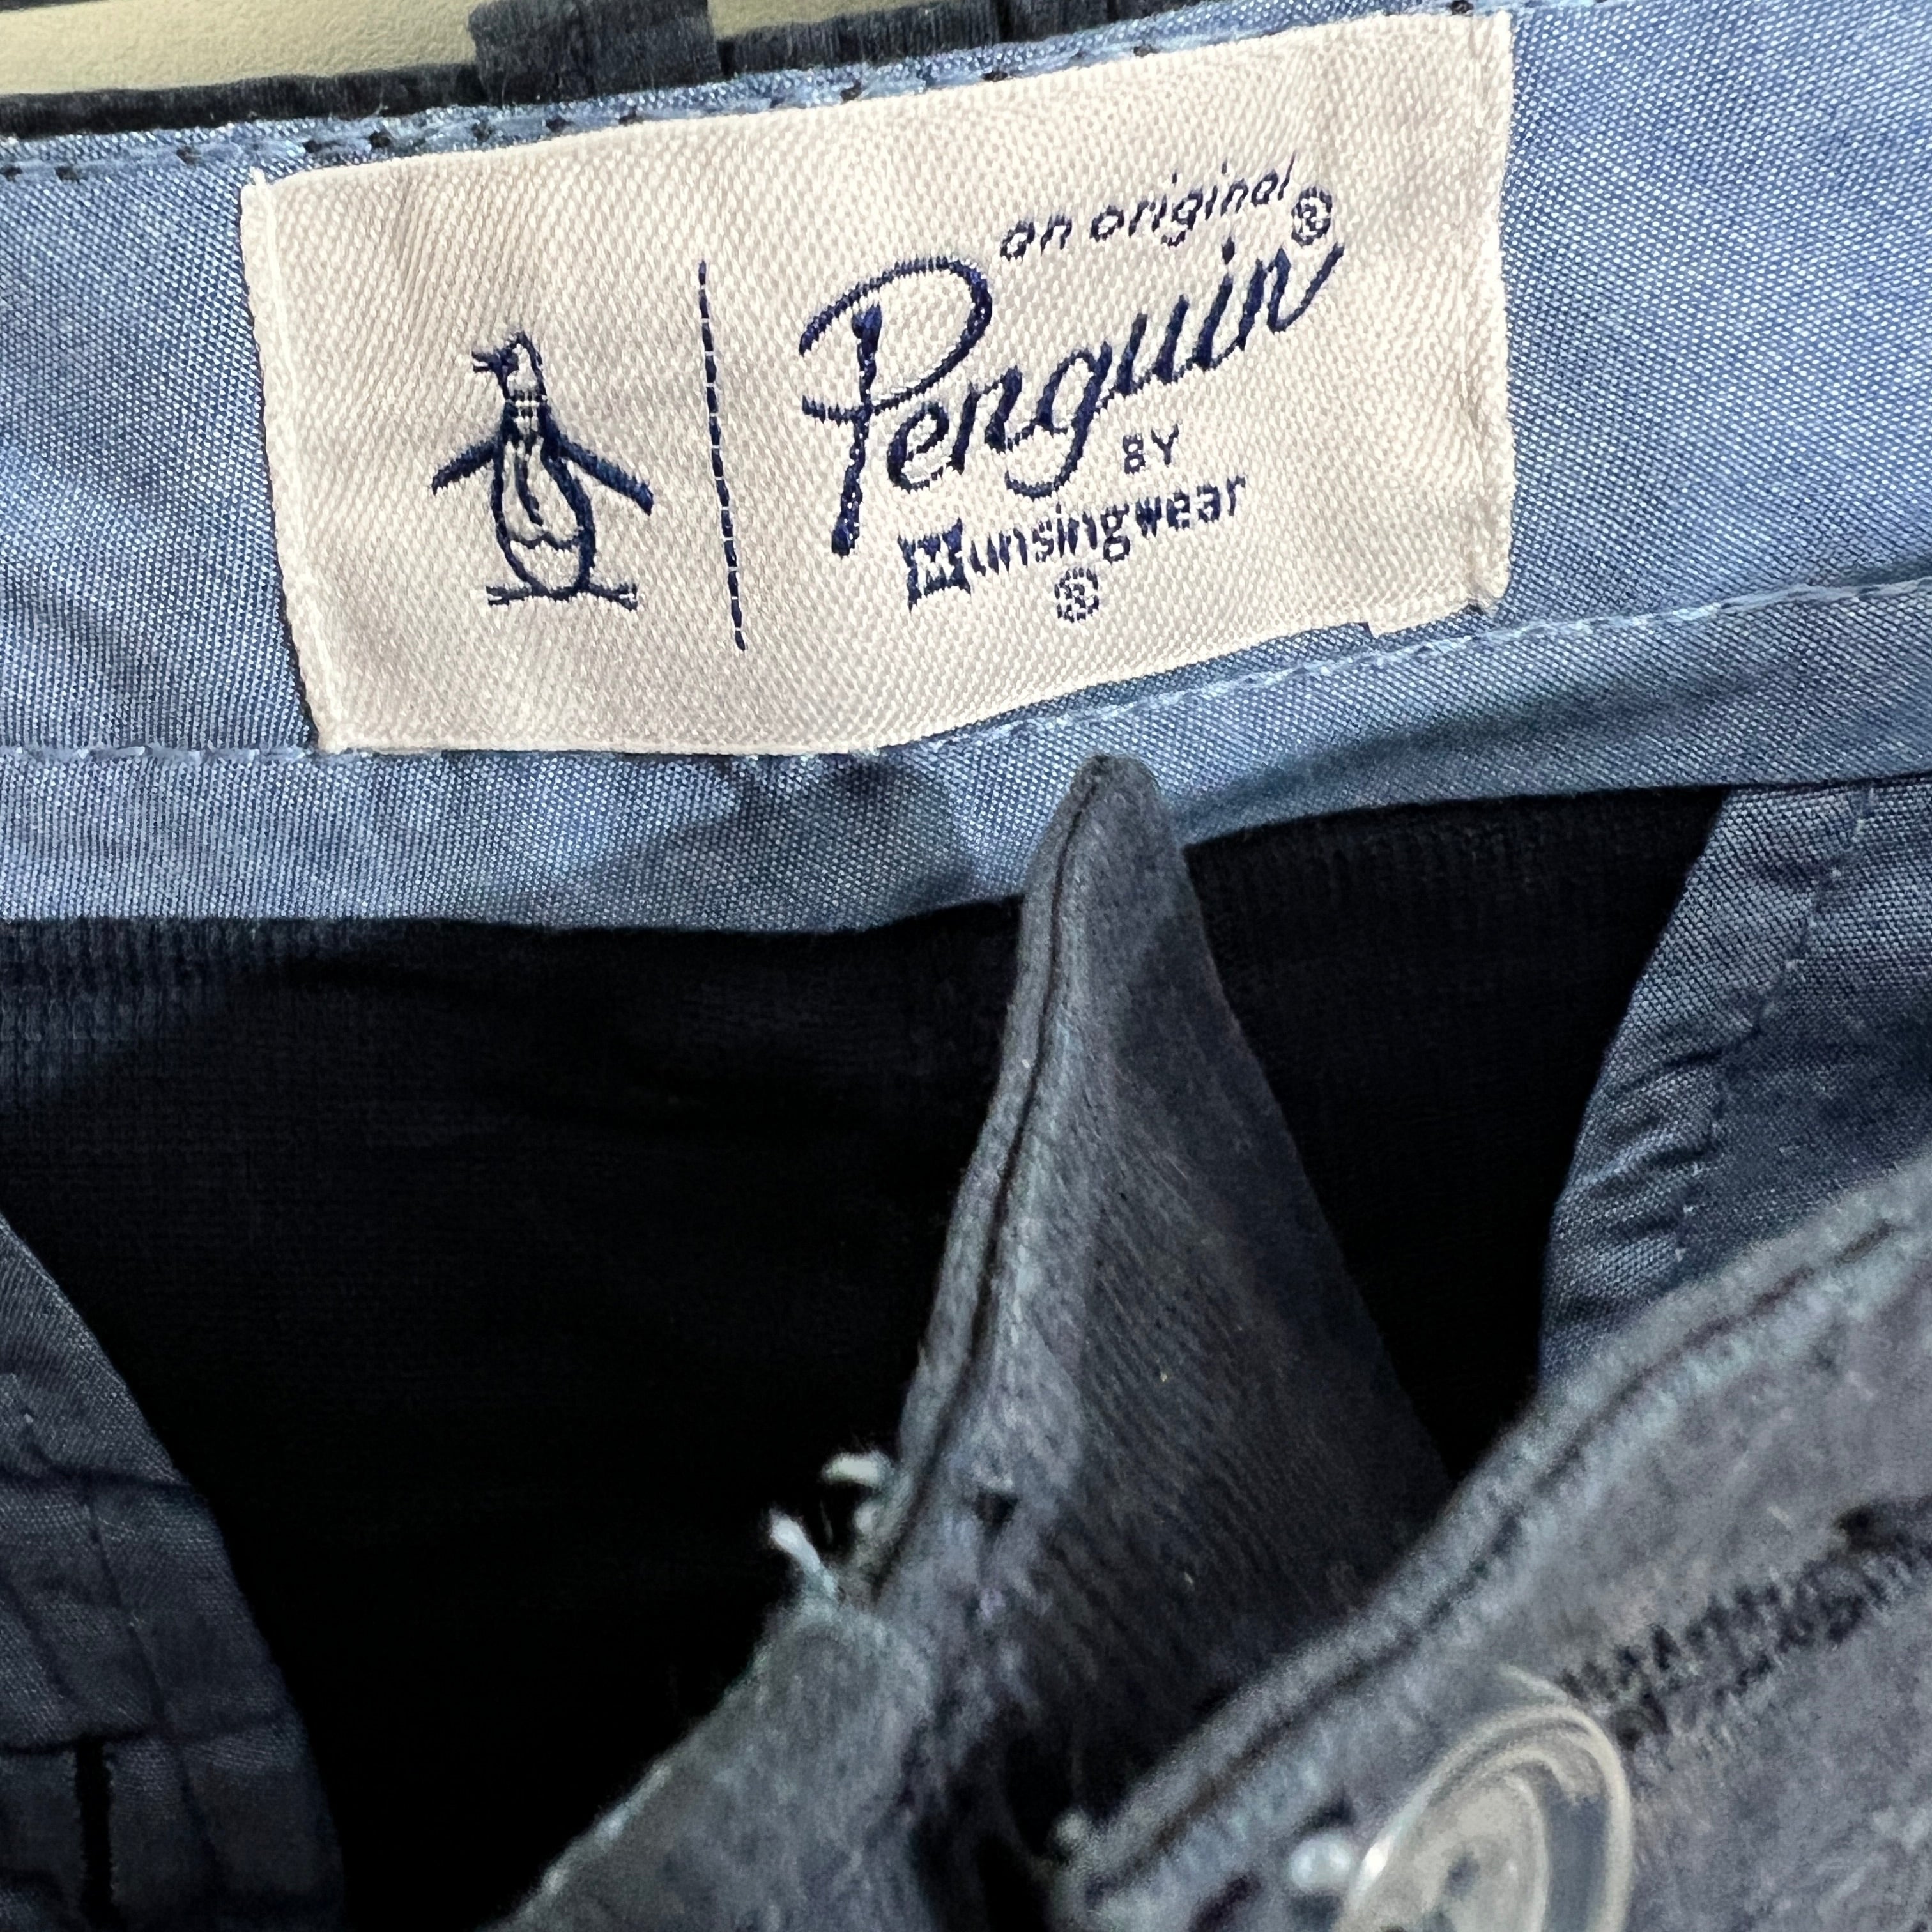 an original
Penguin®
BY
Munsingwear
®